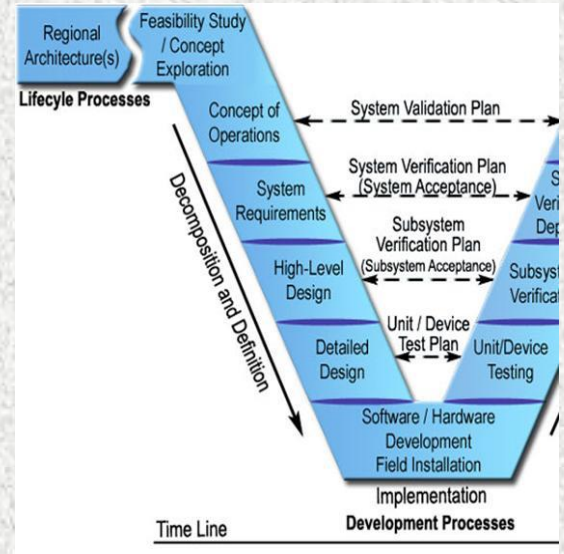 Regional
Architecture(s)
Feasibility Study
/ Concept
Exploration
Lifecyle Processes
Concept of
Operations
System Validation Plan
System
Requirements
System Verification Plan
(System Acceptance)
High-Level
Design
Subsystem
Verification Plan
(Subsystem Acceptance)
Detailed
Design
Unit / Device
Test Plan
Unit/Device
Testing
Decomposition and Definition
Software / Hardware
Development
Field Installation
Implementation
Time Line
Development Processes